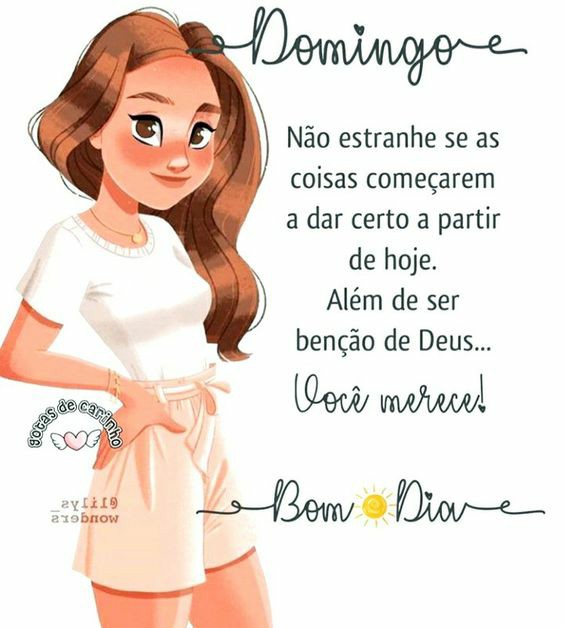 Domingo
Não estranhe se as
coisas começarem
a dar certo a partir
de hoje.
Além de ser
benção de Deus...
Você merece!
gotas de carinho
@lilys_
wonders
Bom Dia